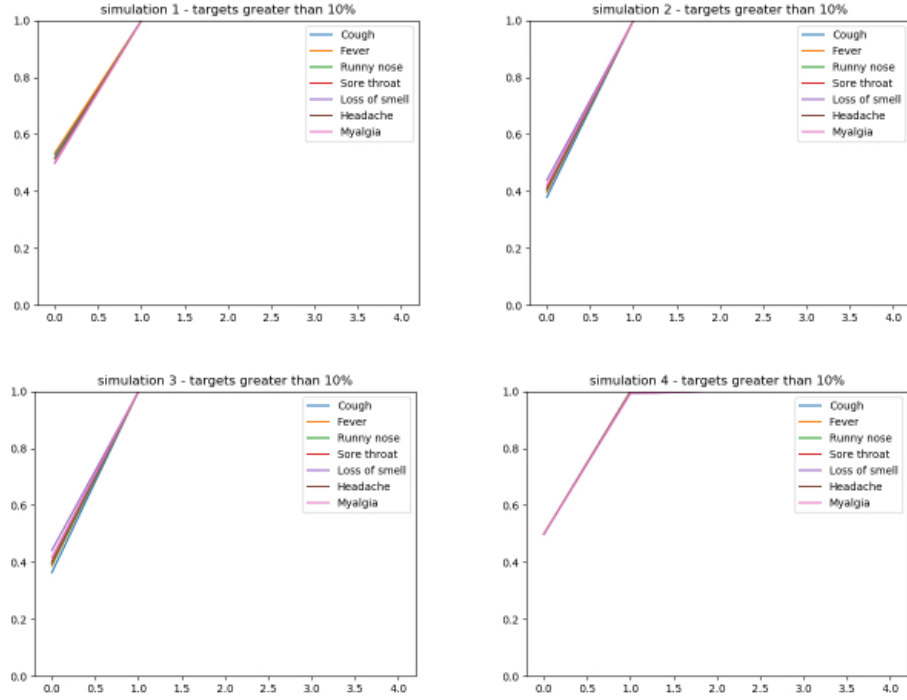 simulation 1 - targets greater than 10%
1.0
0.8
0.6
0.4
0.2
0.0
0.0 0.5 1.0 1.5 2.0 2.5 3.0 3.5 4.0
Cough
Fever
Runny nose
Sore throat
Loss of smell
Headache
Myalgia
simulation 2 - targets greater than 10%
1.0
0.8
0.6
0.4
0.2
0.0
0.0 0.5 1.0 1.5 2.0 2.5 3.0 3.5 4.0
Cough
Fever
Runny nose
Sore throat
Loss of smell
Headache
Myalgia
simulation 3 - targets greater than 10%
1.0
0.8
0.6
0.4
0.2
0.0
0.0 0.5 1.0 1.5 2.0 2.5 3.0 3.5 4.0
Cough
Fever
Runny nose
Sore throat
Loss of smell
Headache
Myalgia
simulation 4 - targets greater than 10%
1.0
0.8
0.6
0.4
0.2
0.0
0.0 0.5 1.0 1.5 2.0 2.5 3.0 3.5 4.0
Cough
Fever
Runny nose
Sore throat
Loss of smell
Headache
Myalgia